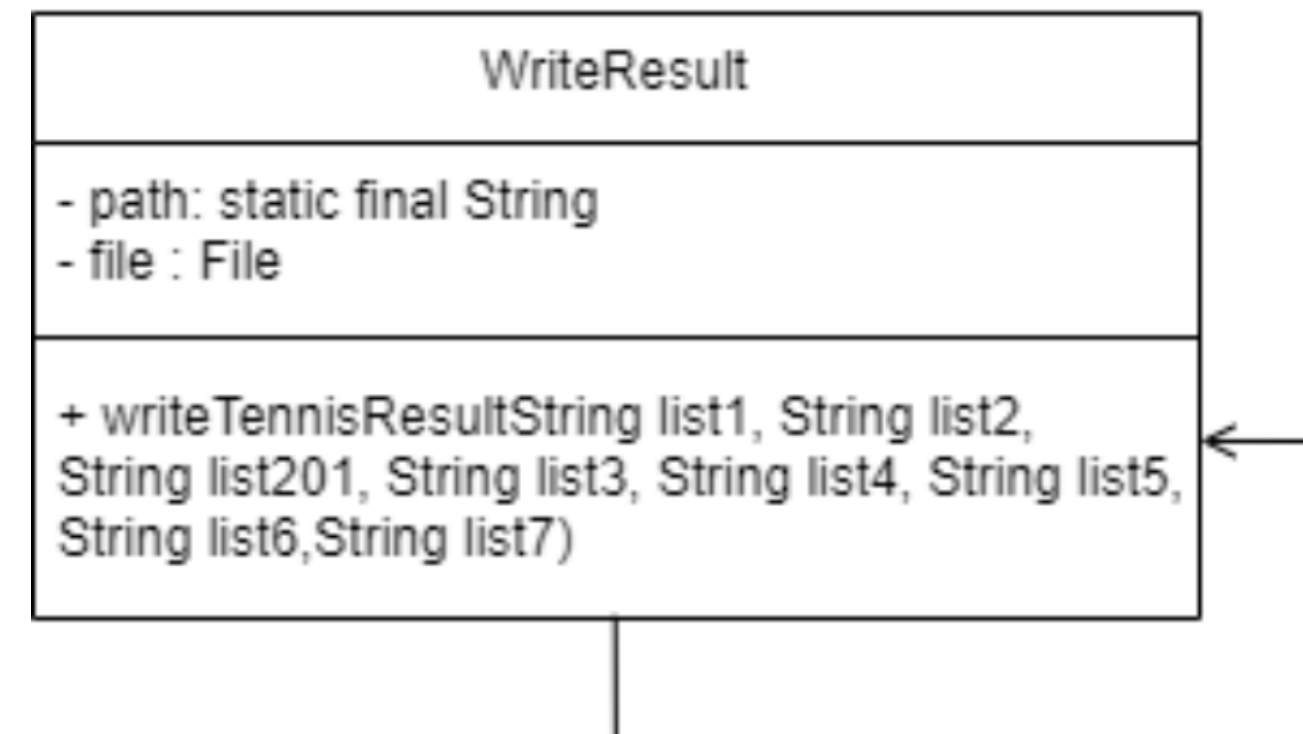 WriteResult
- path: static final String
- file : File
+ writeTennisResultString list1, String list2,
String list201, String list3, String list4, String list5,
String list6,String list7)